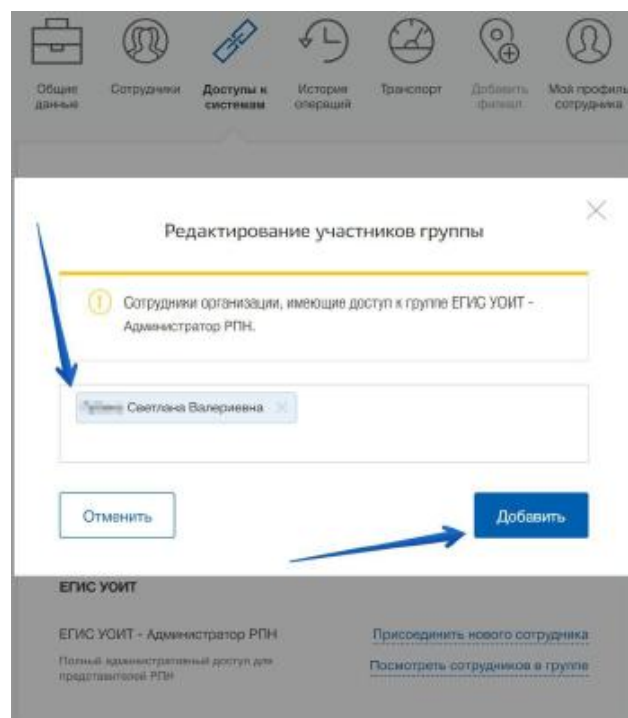 Общие данные
Сотрудники
Доступы к системам
История операций
Транспорт
Добавить филиал
Мой профиль сотрудника
Редактирование участников группы
Сотрудники организации, имеющие доступ к группе ЕГИС УОИТ -
Администратор РПН.
Светлана Валериевна
Отменить
Добавить
ЕГИС УОИТ
ЕГИС УОИТ - Администратор РПН
Присоединить нового сотрудника
Полный административный доступ для
представителей РПН
Посмотреть сотрудников в группе